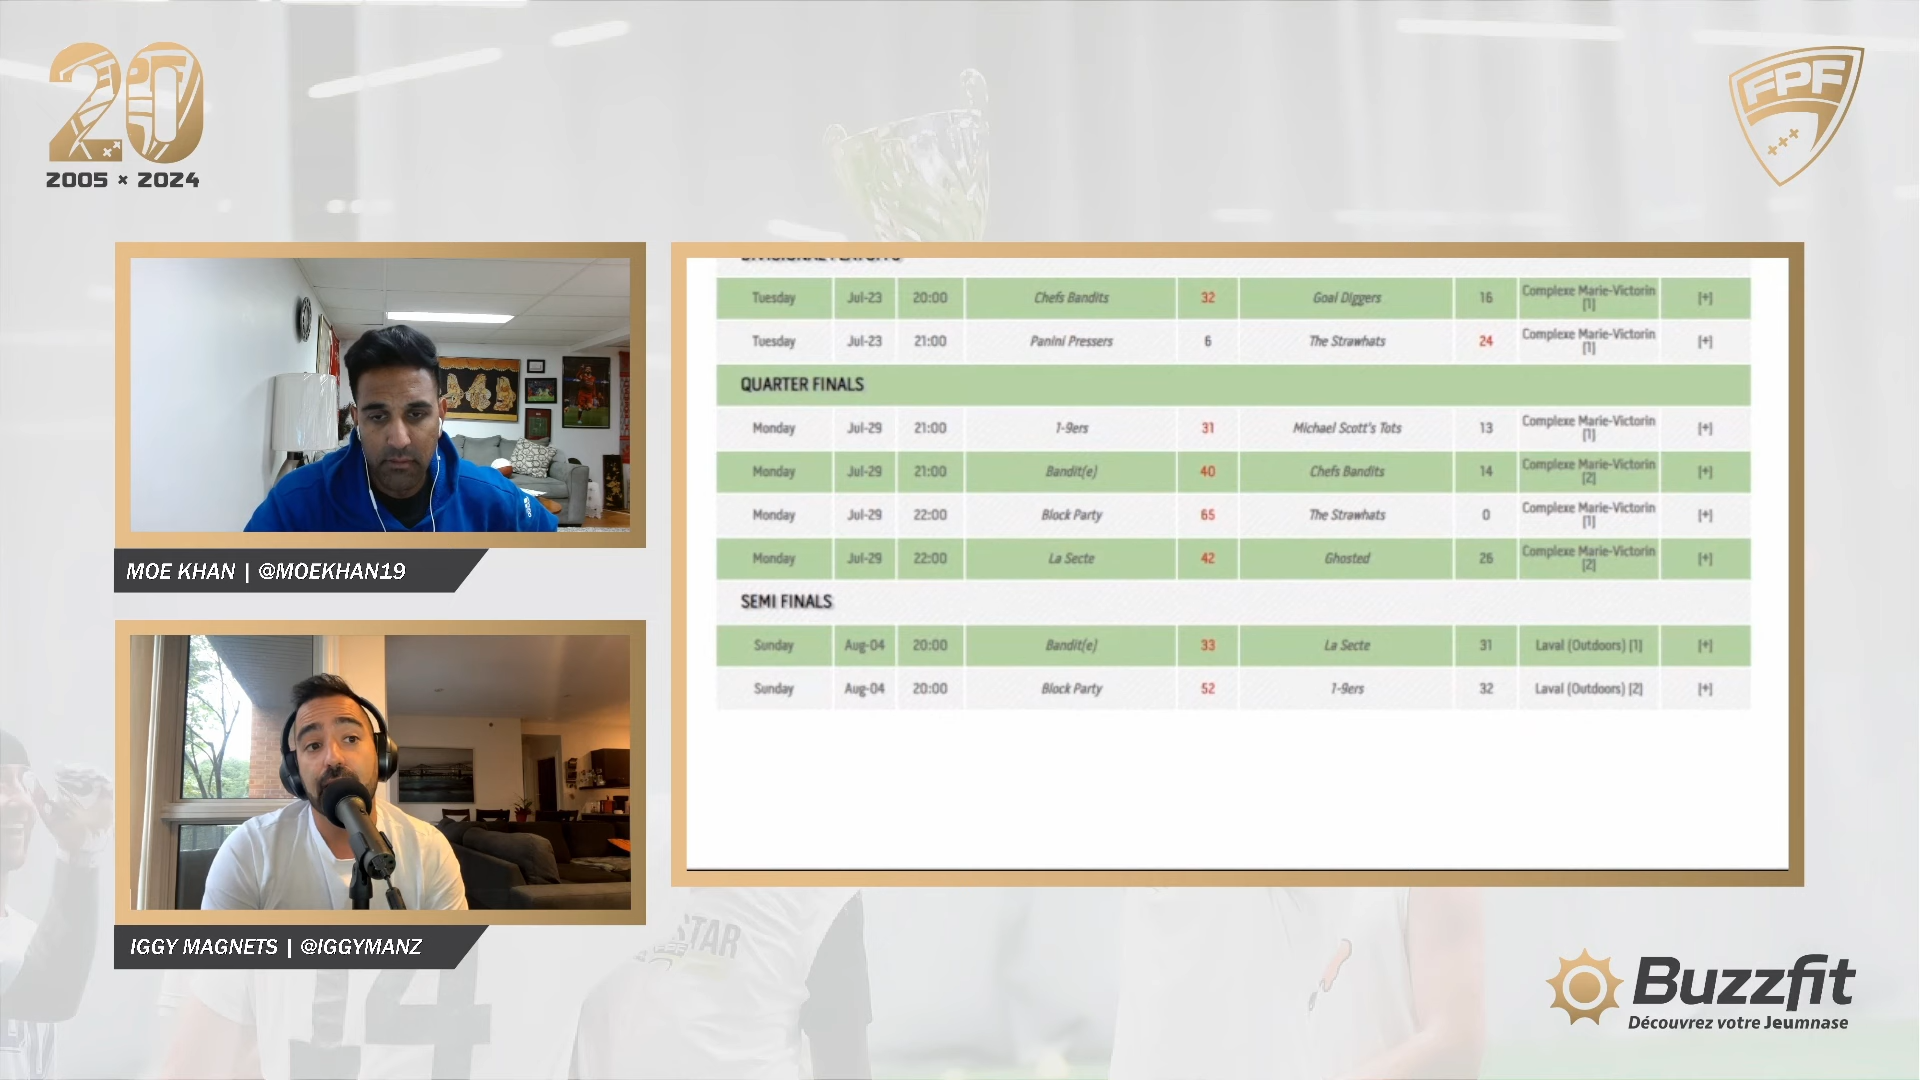 20
2005 × 2024
FPF
DIVISIONAL PLAYOFFS
Tuesday Jul-23 20:00 Chefs Bandits 32 Goal Diggers 16 Complexe Marie-Victorin [1] [+]
Tuesday Jul-23 21:00 Panini Pressers 6 The Strawhats 24 Complexe Marie-Victorin [1] [+]
QUARTER FINALS
Monday Jul-29 21:00 1-9ers 31 Michael Scott's Tots 13 Complexe Marie-Victorin [1] [+]
Monday Jul-29 21:00 Bandit(e) 40 Chefs Bandits 14 Complexe Marie-Victorin [2] [+]
Monday Jul-29 22:00 Block Party 65 The Strawhats 0 Complexe Marie-Victorin [1] [+]
Monday Jul-29 22:00 La Secte 42 Ghosted 26 Complexe Marie-Victorin [2] [+]
SEMI FINALS
Sunday Aug-04 20:00 Bandit(e) 33 La Secte 31 Laval (Outdoors) [1] [+]
Sunday Aug-04 20:00 Block Party 52 1-9ers 32 Laval (Outdoors) [2] [+]
MOE KHAN | @MOEKHAN19
IGGY MAGNETS | @IGGYMANZ
STAR
FPF
14
Buzzfit
Découvrez votre Jeumnase